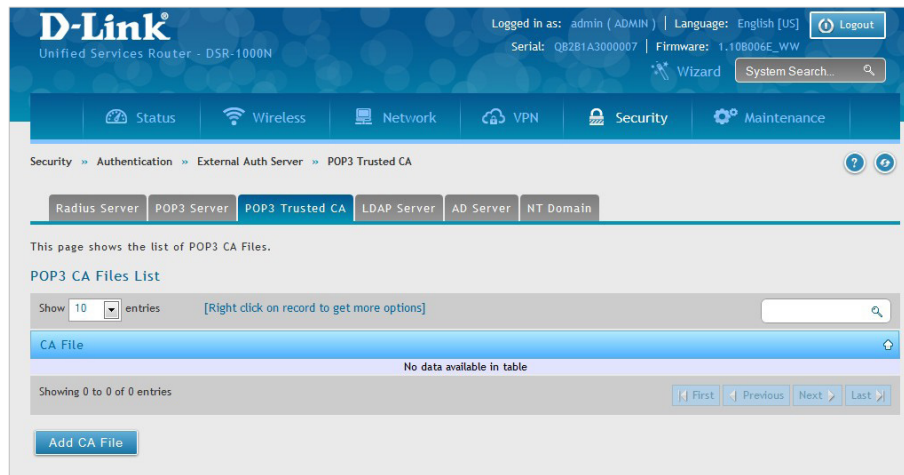 D-Link®
Unified Services Router - DSR-1000N
Logged in as: admin ( ADMIN ) | Language: English [US]
Logout
Serial: QB2B1A3000007 | Firmware: 1.10B006E_WW
Wizard
System Search...
Status
Wireless
Network
VPN
Security
Maintenance
Security » Authentication » External Auth Server » POP3 Trusted CA
?
Radius Server
POP3 Server
POP3 Trusted CA
LDAP Server
AD Server
NT Domain
This page shows the list of POP3 CA Files.
POP3 CA Files List
Show 10 entries
[Right click on record to get more options]
CA File
No data available in table
Showing 0 to 0 of 0 entries
First
Previous
Next
Last
Add CA File